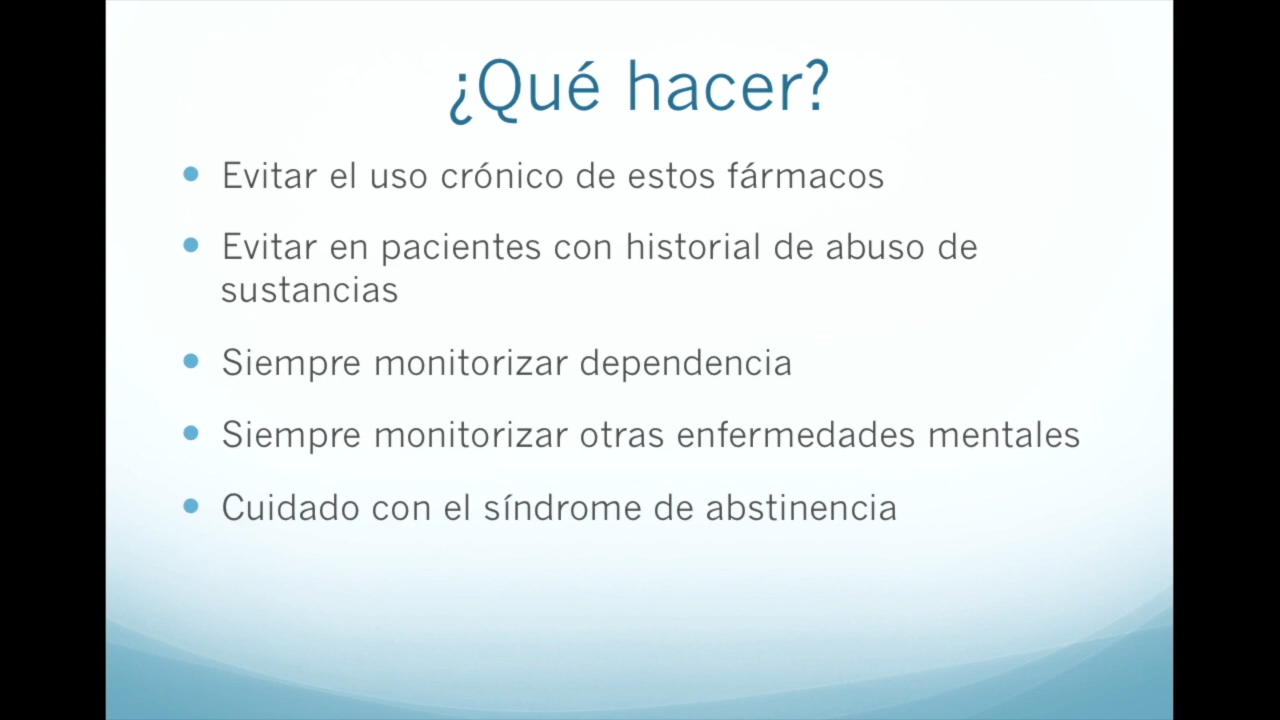 ¿Qué hacer?
Evitar el uso crónico de estos fármacos
Evitar en pacientes con historial de abuso de
sustancias
Siempre monitorizar dependencia
Siempre monitorizar otras enfermedades mentales
Cuidado con el síndrome de abstinencia